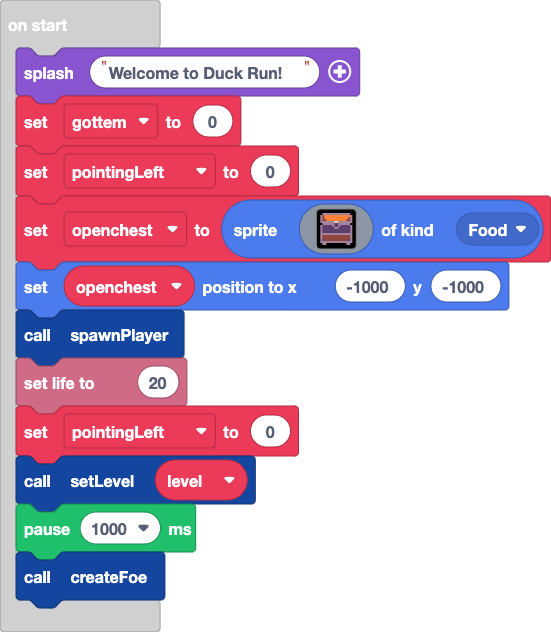 on start
splash "Welcome to Duck Run! "
set gottem to 0
set pointingLeft to 0
set openchest to sprite of kind Food
set openchest position to x -1000 y -1000
call spawnPlayer
set life to 20
set pointingLeft to 0
call setLevel level
pause 1000 ms
call createFoe